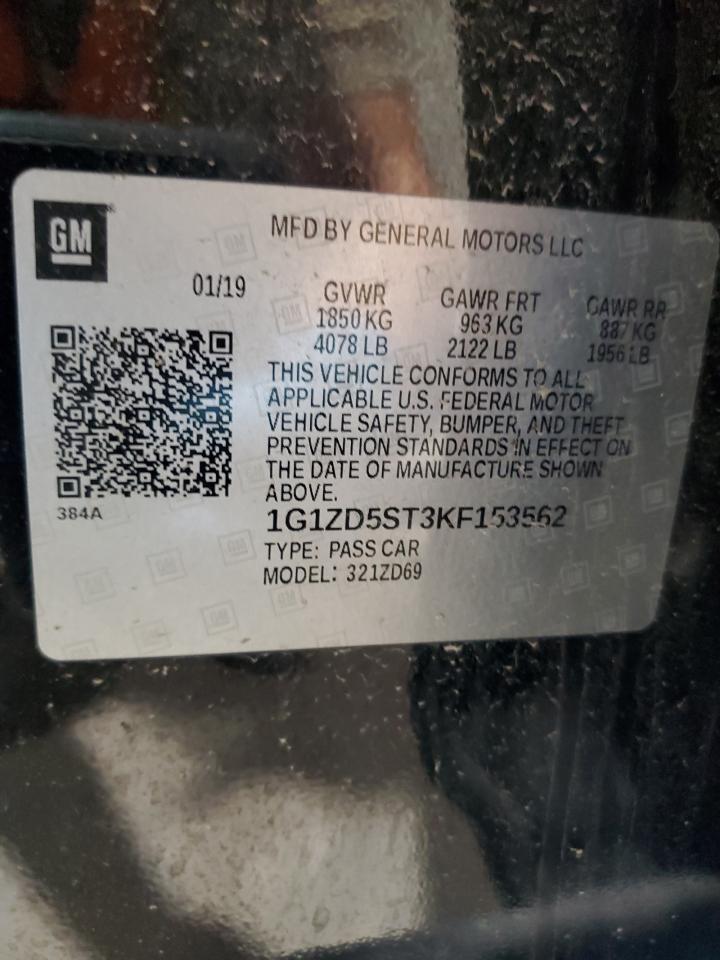 GM
MFD BY GENERAL MOTORS LLC
01/19
GVWR GAWR FRT GAWR RR
1850 KG 963 KG 887 KG
4078 LB 2122 LB 1956 LB
THIS VEHICLE CONFORMS TO ALL
APPLICABLE U.S. FEDERAL MOTOR
VEHICLE SAFETY, BUMPER, AND THEFT
PREVENTION STANDARDS IN EFFECT ON
THE DATE OF MANUFACTURE SHOWN
ABOVE.
384A
1G1ZD5ST3KF153562
TYPE: PASS CAR
MODEL: 321ZD69